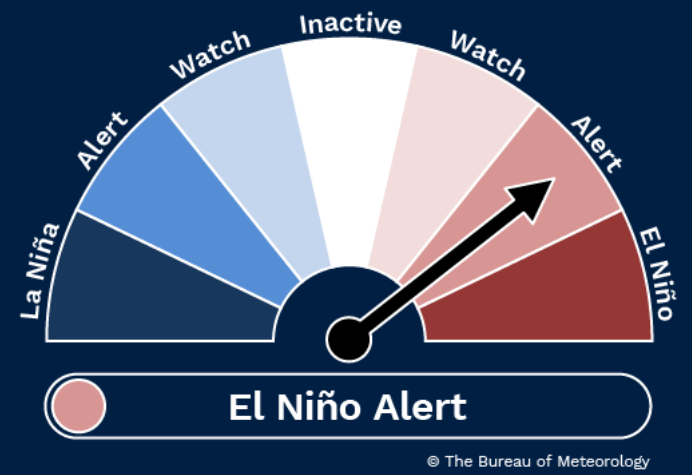 La Niña
Alert
Watch
Inactive
Watch
Alert
El Niño
El Niño Alert
© The Bureau of Meteorology